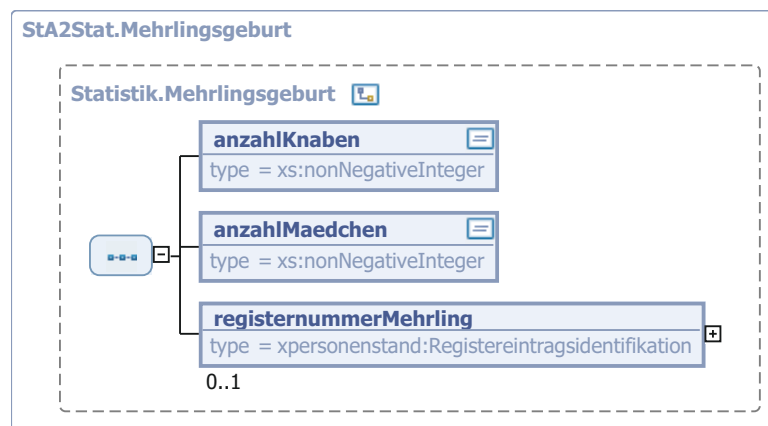 StA2Stat.Mehrlingsgeburt
Statistik.Mehrlingsgeburt
anzahlKnaben
type = xs:nonNegativeInteger
anzahlMaedchen
type = xs:nonNegativeInteger
registernummerMehrling
type = xpersonenstand:Registereintragsidentifikation
0..1